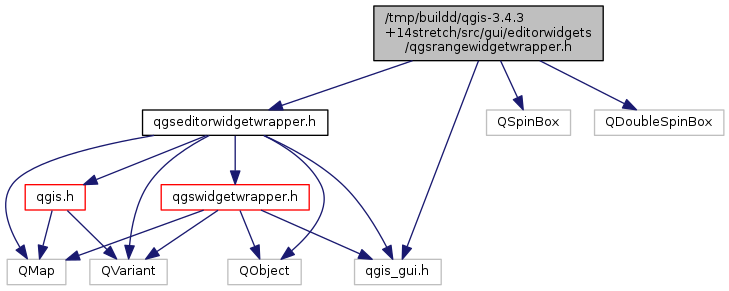 /tmp/buildd/qgis-3.4.3
+14stretch/src/gui/editorwidgets
/qgsrangewidgetwrapper.h
qgseditorwidgetwrapper.h
QSpinBox
QDoubleSpinBox
qgis.h
qgswidgetwrapper.h
QMap
QVariant
QObject
qgis_gui.h